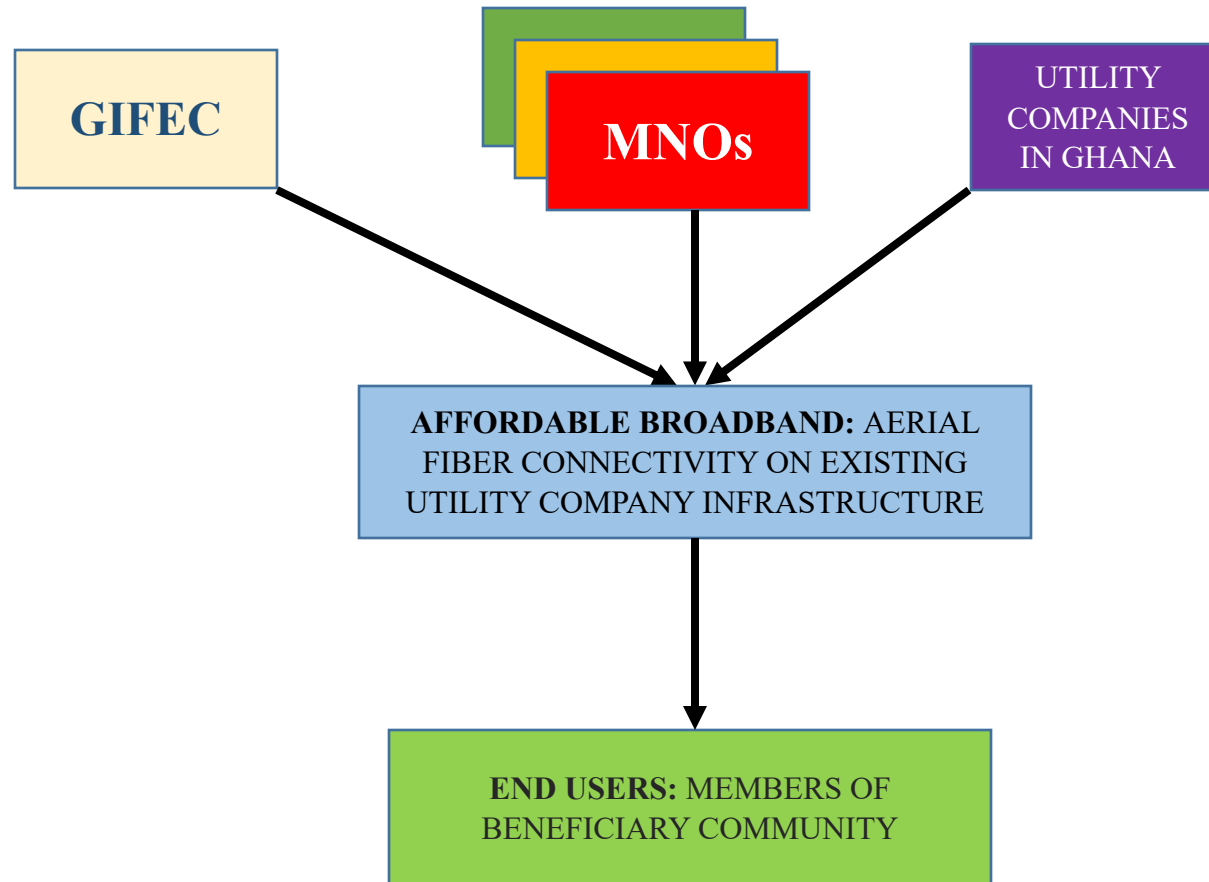 GIFEC
MNOs
UTILITY
COMPANIES
IN GHANA
AFFORDABLE BROADBAND: AERIAL
FIBER CONNECTIVITY ON EXISTING
UTILITY COMPANY INFRASTRUCTURE
END USERS: MEMBERS OF
BENEFICIARY COMMUNITY